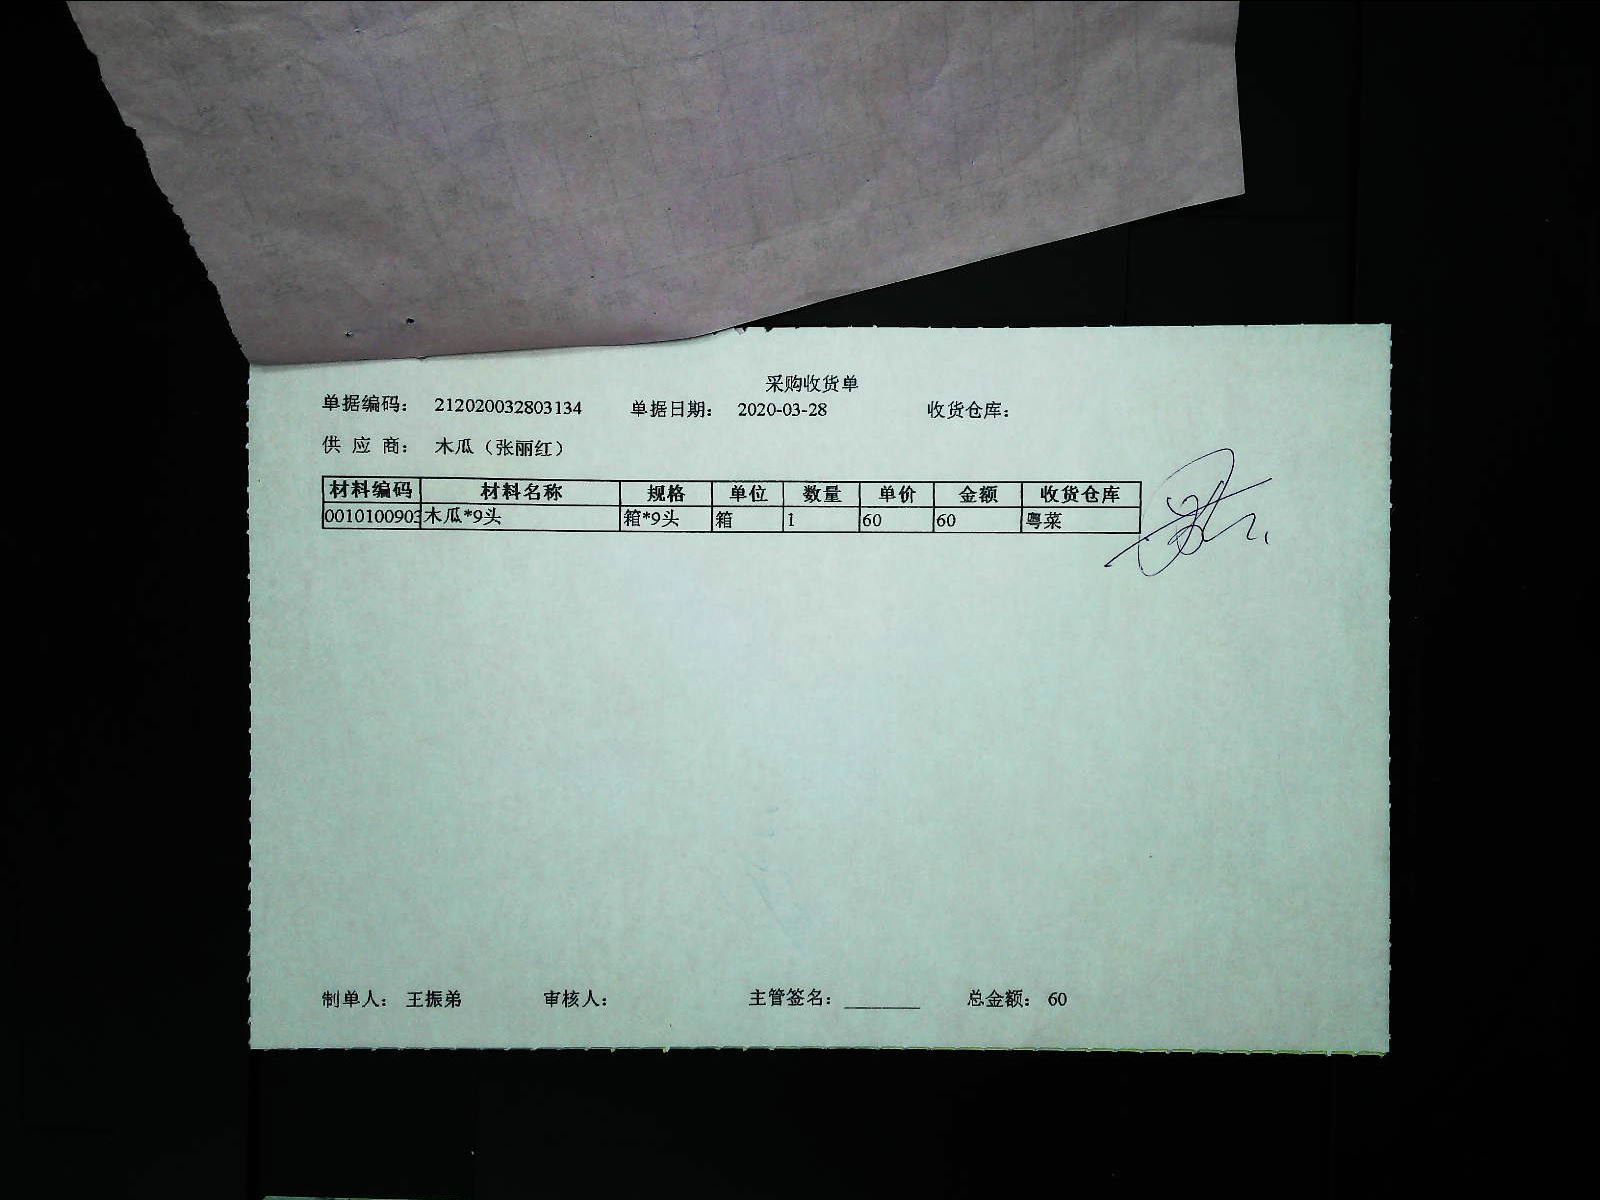 采购收货单
单据编码： 212020032803134 单据日期： 2020-03-28 收货仓库：
供 应 商： 木瓜（张丽红）
材料编码 材料名称 规格 单位 数量 单价 金额 收货仓库
0010100903 木瓜*9头 箱*9头 箱 1 60 60 粤菜
制单人： 王振弟 审核人： 主管签名： ________ 总金额： 60